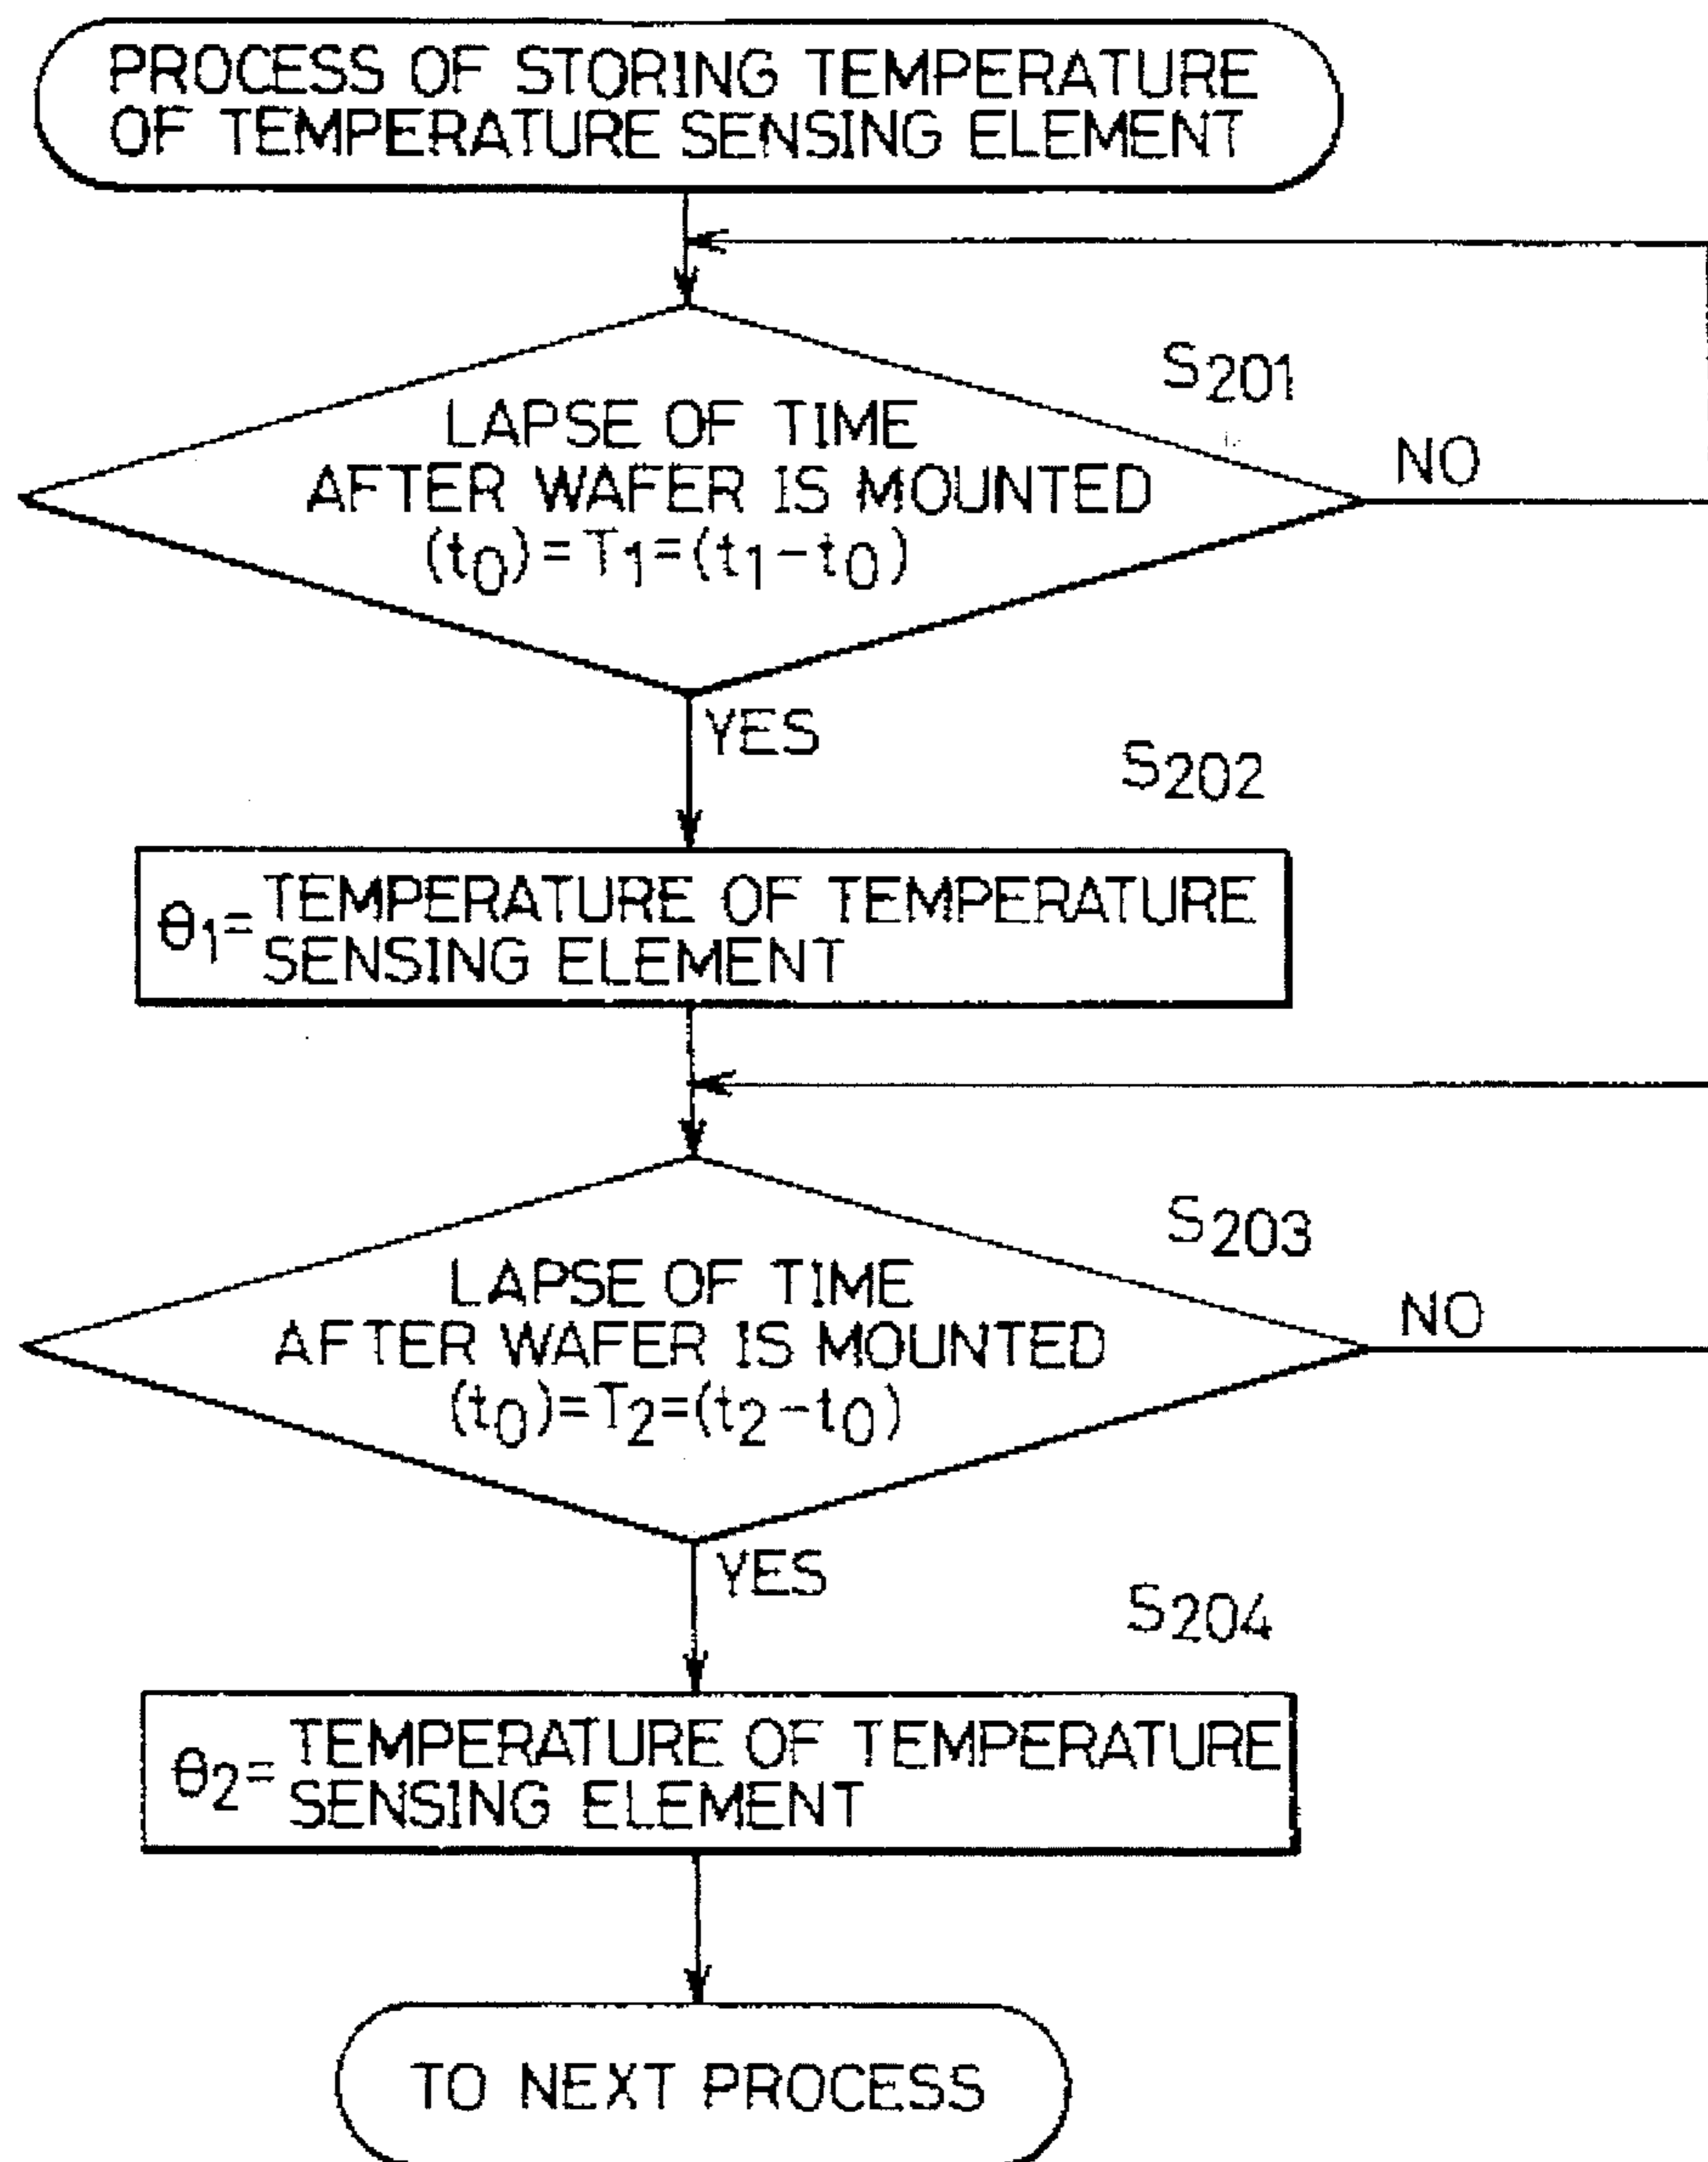 PROCESS OF STORING TEMPERATURE
OF TEMPERATURE SENSING ELEMENT
S201
LAPSE OF TIME
AFTER WAFER IS MOUNTED
(t0)=T1=(t1-t0)
NO
YES
S202
θ1=TEMPERATURE OF TEMPERATURE
SENSING ELEMENT
S203
LAPSE OF TIME
AFTER WAFER IS MOUNTED
(t0)=T2=(t2-t0)
NO
YES
S204
θ2=TEMPERATURE OF TEMPERATURE
SENSING ELEMENT
TO NEXT PROCESS